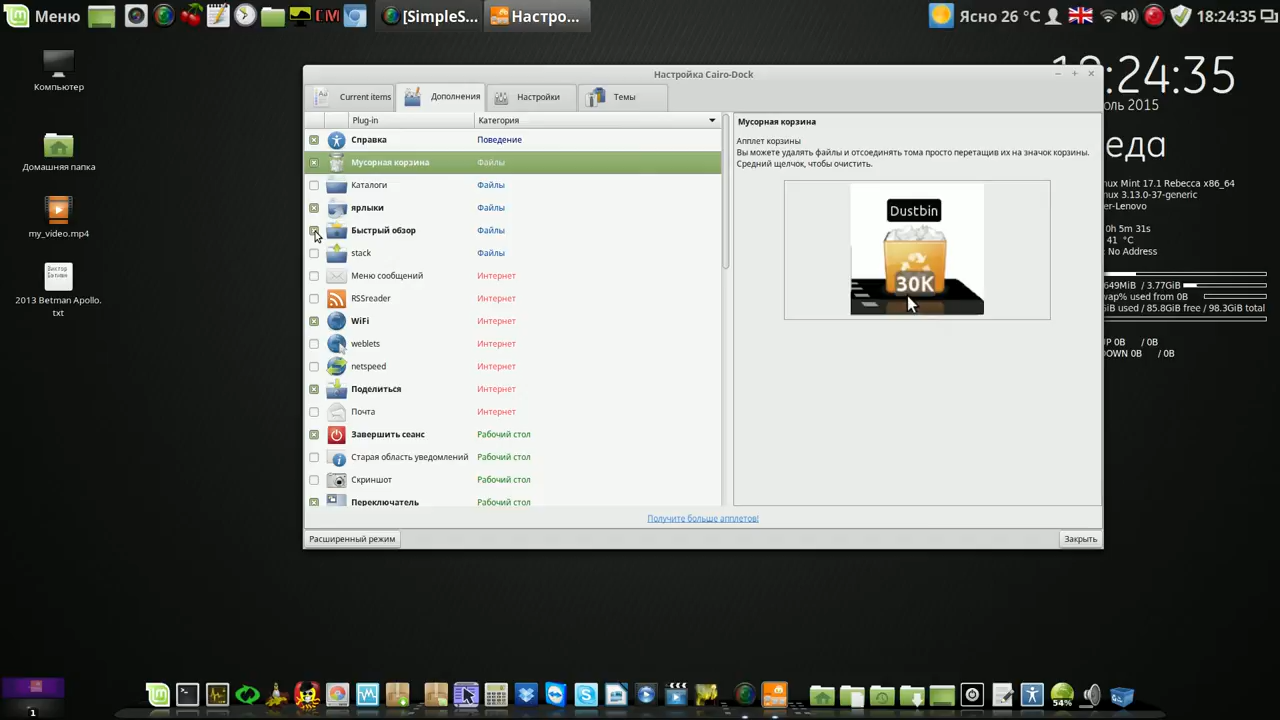 Меню
[SimpleS...
Настро...
Ясно 26 °C
18:24:35
Компьютер
Домашняя папка
my_video.mp4
Виктор
2013 Betman Apollo.
txt
:24:35
ль 2015
еда
nux Mint 17.1 Rebecca x86_64
x 3.13.0-37-generic
er-Lenovo
0h 5m 31s
41 °C
No Address
649MiB / 3.77GiB
wap% used from 0B
GiB used / 85.8GiB free / 98.3GiB total
UP 0B / 0B
DOWN 0B / 0B
Настройка Cairo-Dock
Current items
Дополнения
Настройки
Темы
Plug-in
Категория
Справка Поведение
Мусорная корзина Файлы
Каталоги Файлы
ярлыки Файлы
Быстрый обзор Файлы
stack Файлы
Меню сообщений Интернет
RSSreader Интернет
WiFi Интернет
weblets Интернет
netspeed Интернет
Поделиться Интернет
Почта Интернет
Завершить сеанс Рабочий стол
Старая область уведомлений Рабочий стол
Скриншот Рабочий стол
Переключатель Рабочий стол
Мусорная корзина
Апплет корзины
Вы можете удалять файлы и отсоединять тома просто перетащив их на значок корзины.
Средний щелчок, чтобы очистить.
Dustbin
30K
Получите больше апплетов!
Расширенный режим
Закрыть
1
54%